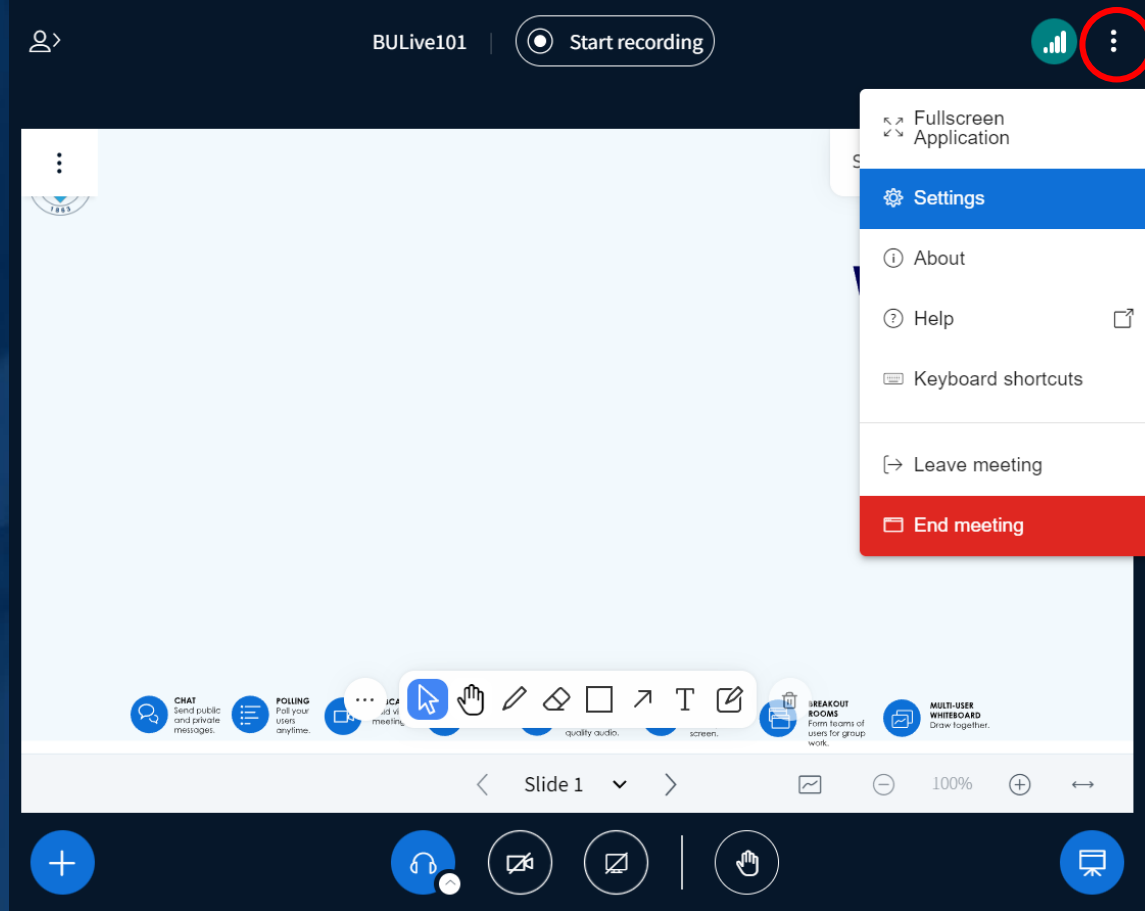 BULive101
Start recording
Fullscreen
Application
Settings
About
Help
Keyboard shortcuts
Leave meeting
End meeting
1863
CHAT
Send public
and private
messages.
POLLING
Poll your
users
anytime.
meeting
quality audio.
screen.
BREAKOUT
ROOMS
Form teams of
users for group
work.
MULTI-USER
WHITEBOARD
Draw together.
T
Slide 1
100%